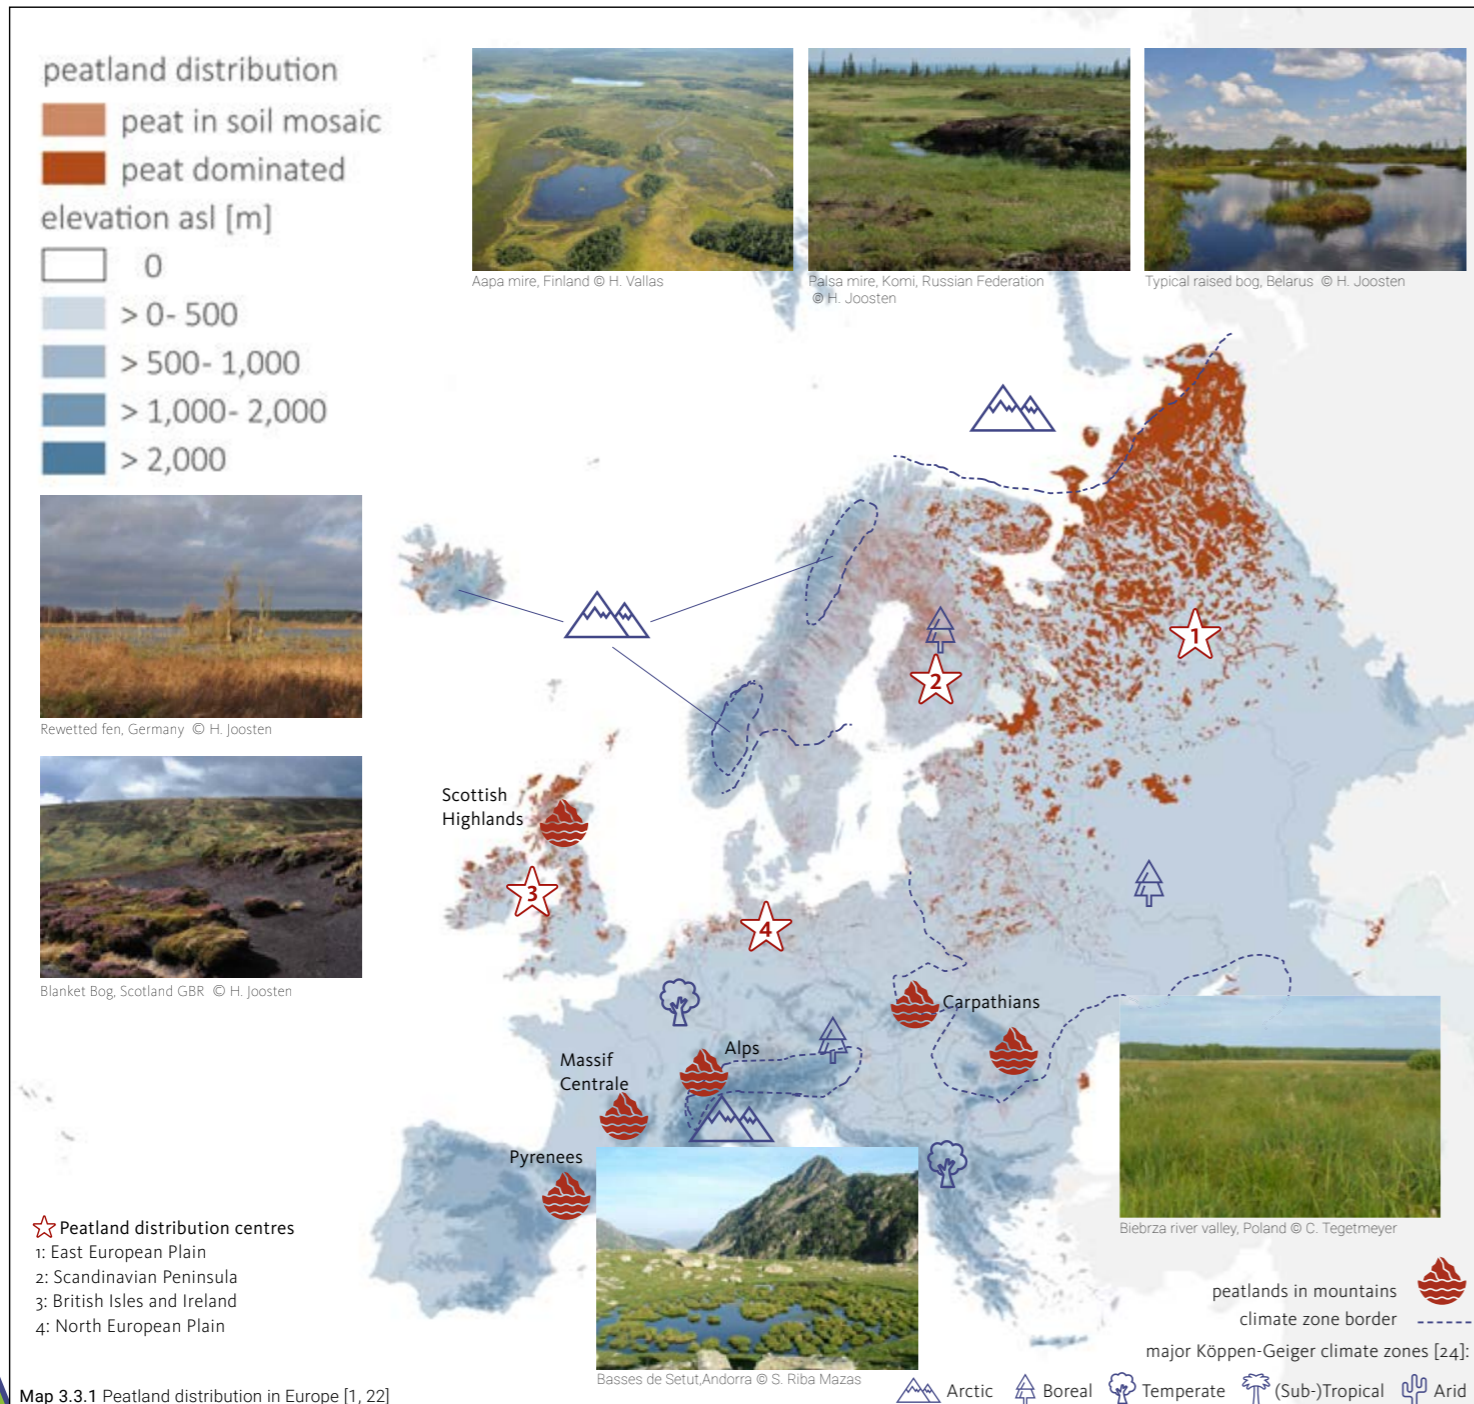 peatland distribution
peat in soil mosaic
peat dominated
elevation asl [m]
0
> 0- 500
> 500- 1,000
> 1,000- 2,000
> 2,000
Aapa mire, Finland © H. Vallas
Palsa mire, Komi, Russian Federation
© H. Joosten
Typical raised bog, Belarus © H. Joosten
Rewetted fen, Germany © H. Joosten
Blanket Bog, Scotland GBR © H. Joosten
1
2
Scottish
Highlands
3
4
Carpathians
Alps
Massif
Centrale
Pyrenees
Biebrza river valley, Poland © C. Tegetmeyer
Basses de Setut,Andorra © S. Riba Mazas
Peatland distribution centres
1: East European Plain
2: Scandinavian Peninsula
3: British Isles and Ireland
4: North European Plain
peatlands in mountains
climate zone border
major Köppen-Geiger climate zones [24]:
Arctic Boreal Temperate (Sub-)Tropical Arid
Map 3.3.1 Peatland distribution in Europe [1, 22]